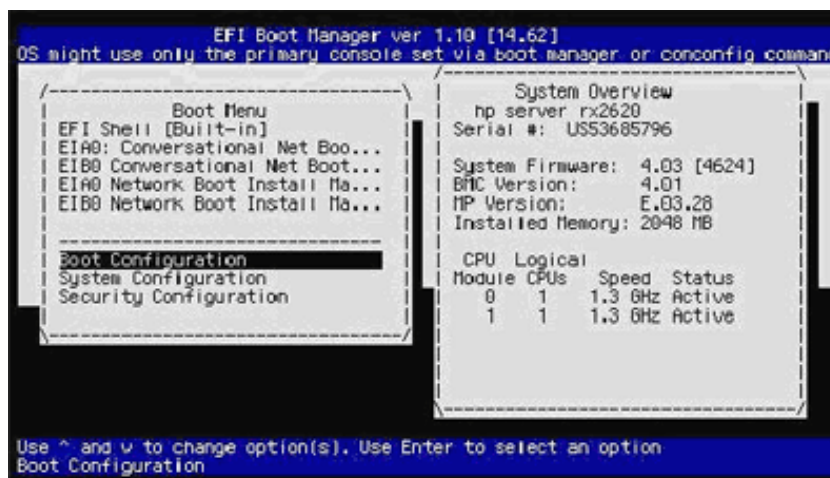 EFI Boot Manager ver 1.10 [14.62]
OS might use only the primary console set via boot manager or conconfig comman
Boot Menu
EFI Shell [Built-in]
EIA0: Conversational Net Boo...
EIB0 Conversational Net Boot...
EIA0 Network Boot Install Ma...
EIB0 Network Boot Install Ma...
Boot Configuration
System Configuration
Security Configuration
System Overview
hp server rx2620
Serial #: US53685796
System Firmware: 4.03 [4624]
BMC Version: 4.01
MP Version: E.03.28
Installed Memory: 2048 MB
CPU Logical
Module CPUs Speed Status
0 1 1.3 GHz Active
1 1 1.3 GHz Active
Use ^ and v to change option(s). Use Enter to select an option
Boot Configuration